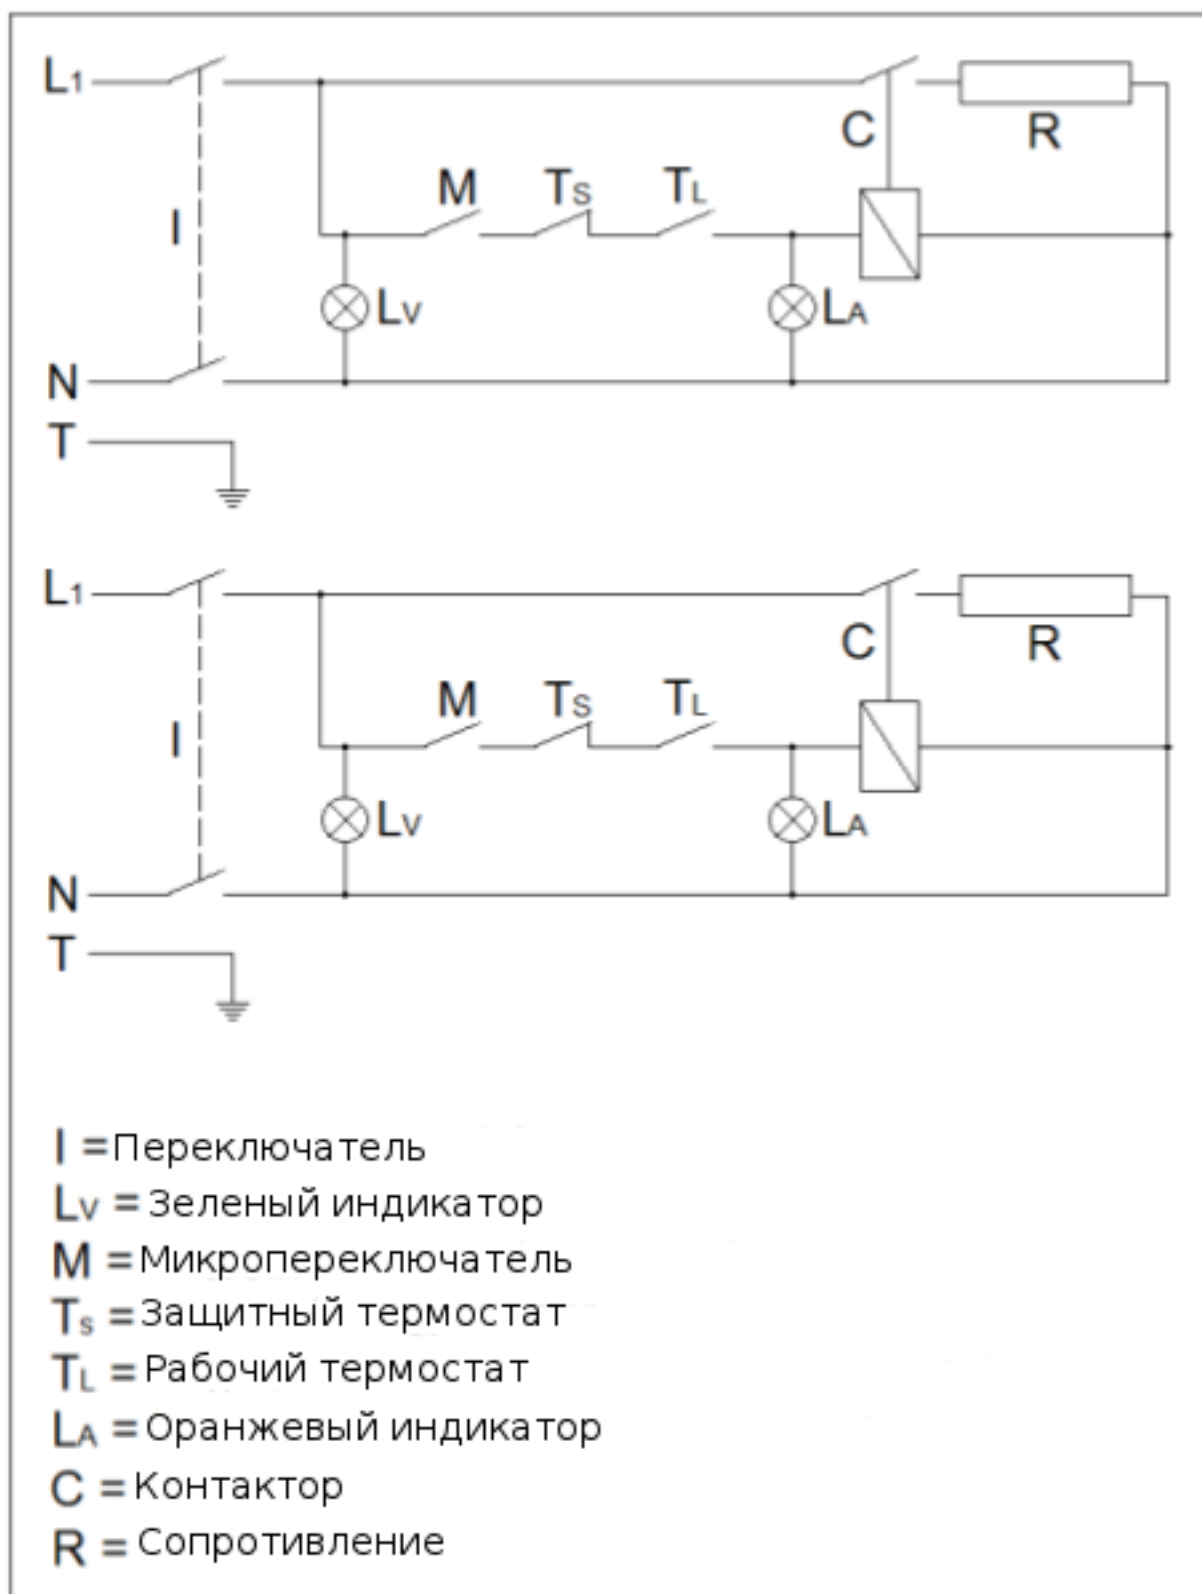 L1
C
R
M
TS
TL
I
LV
LA
N
T
L1
C
R
M
TS
TL
I
LV
LA
N
T
I = Переключатель
LV = Зеленый индикатор
M = Микропереключатель
Ts = Защитный термостат
TL = Рабочий термостат
LA = Оранжевый индикатор
C = Контактор
R = Сопротивление